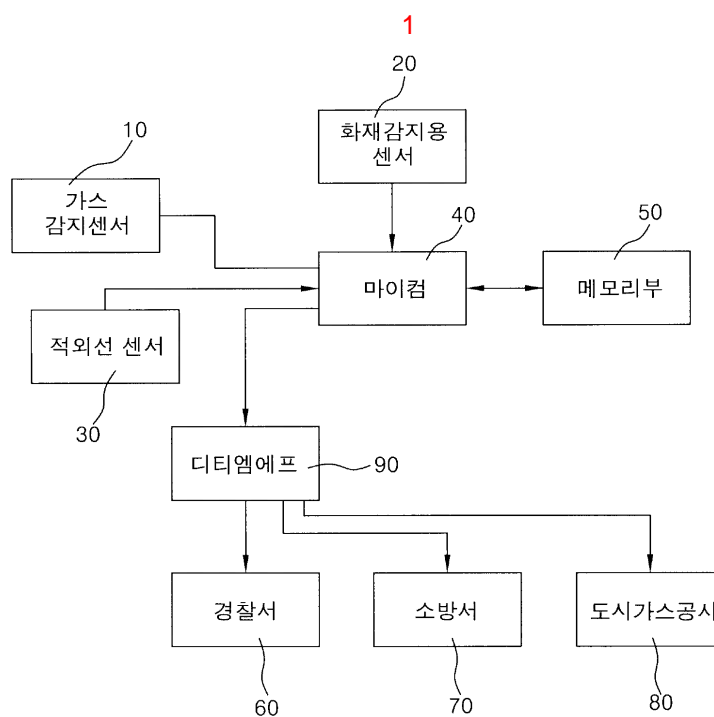 1
20
화재감지용
센서
10
가스
감지센서
40
마이컴
50
메모리부
적외선 센서
30
디티엠에프
90
경찰서
60
소방서
70
도시가스공사
80